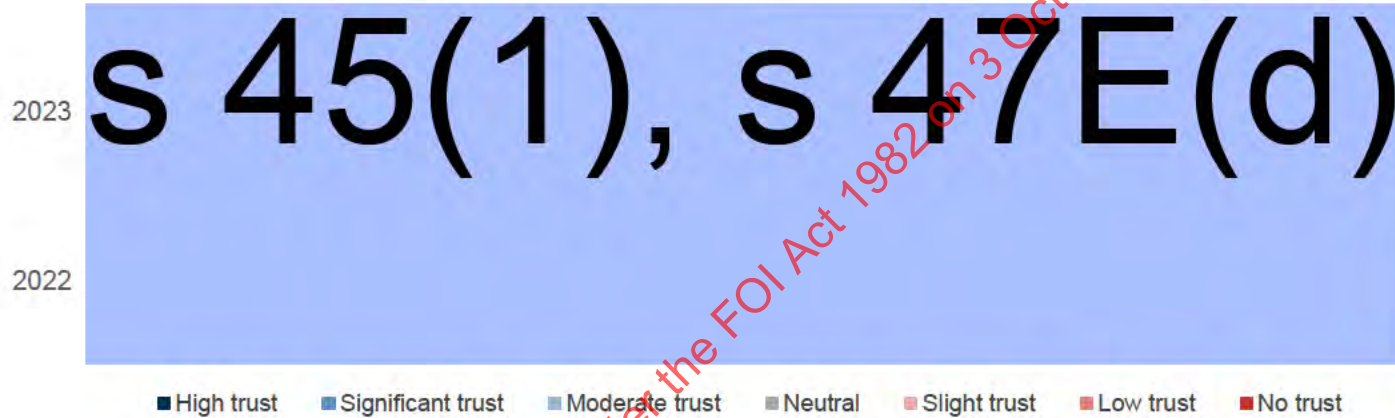 s 45(1), s 47E(d)
2023
2022
the FOI Act 1982 on 3 Oct
High trust Significant trust Moderate trust Neutral Slight trust Low trust No trust